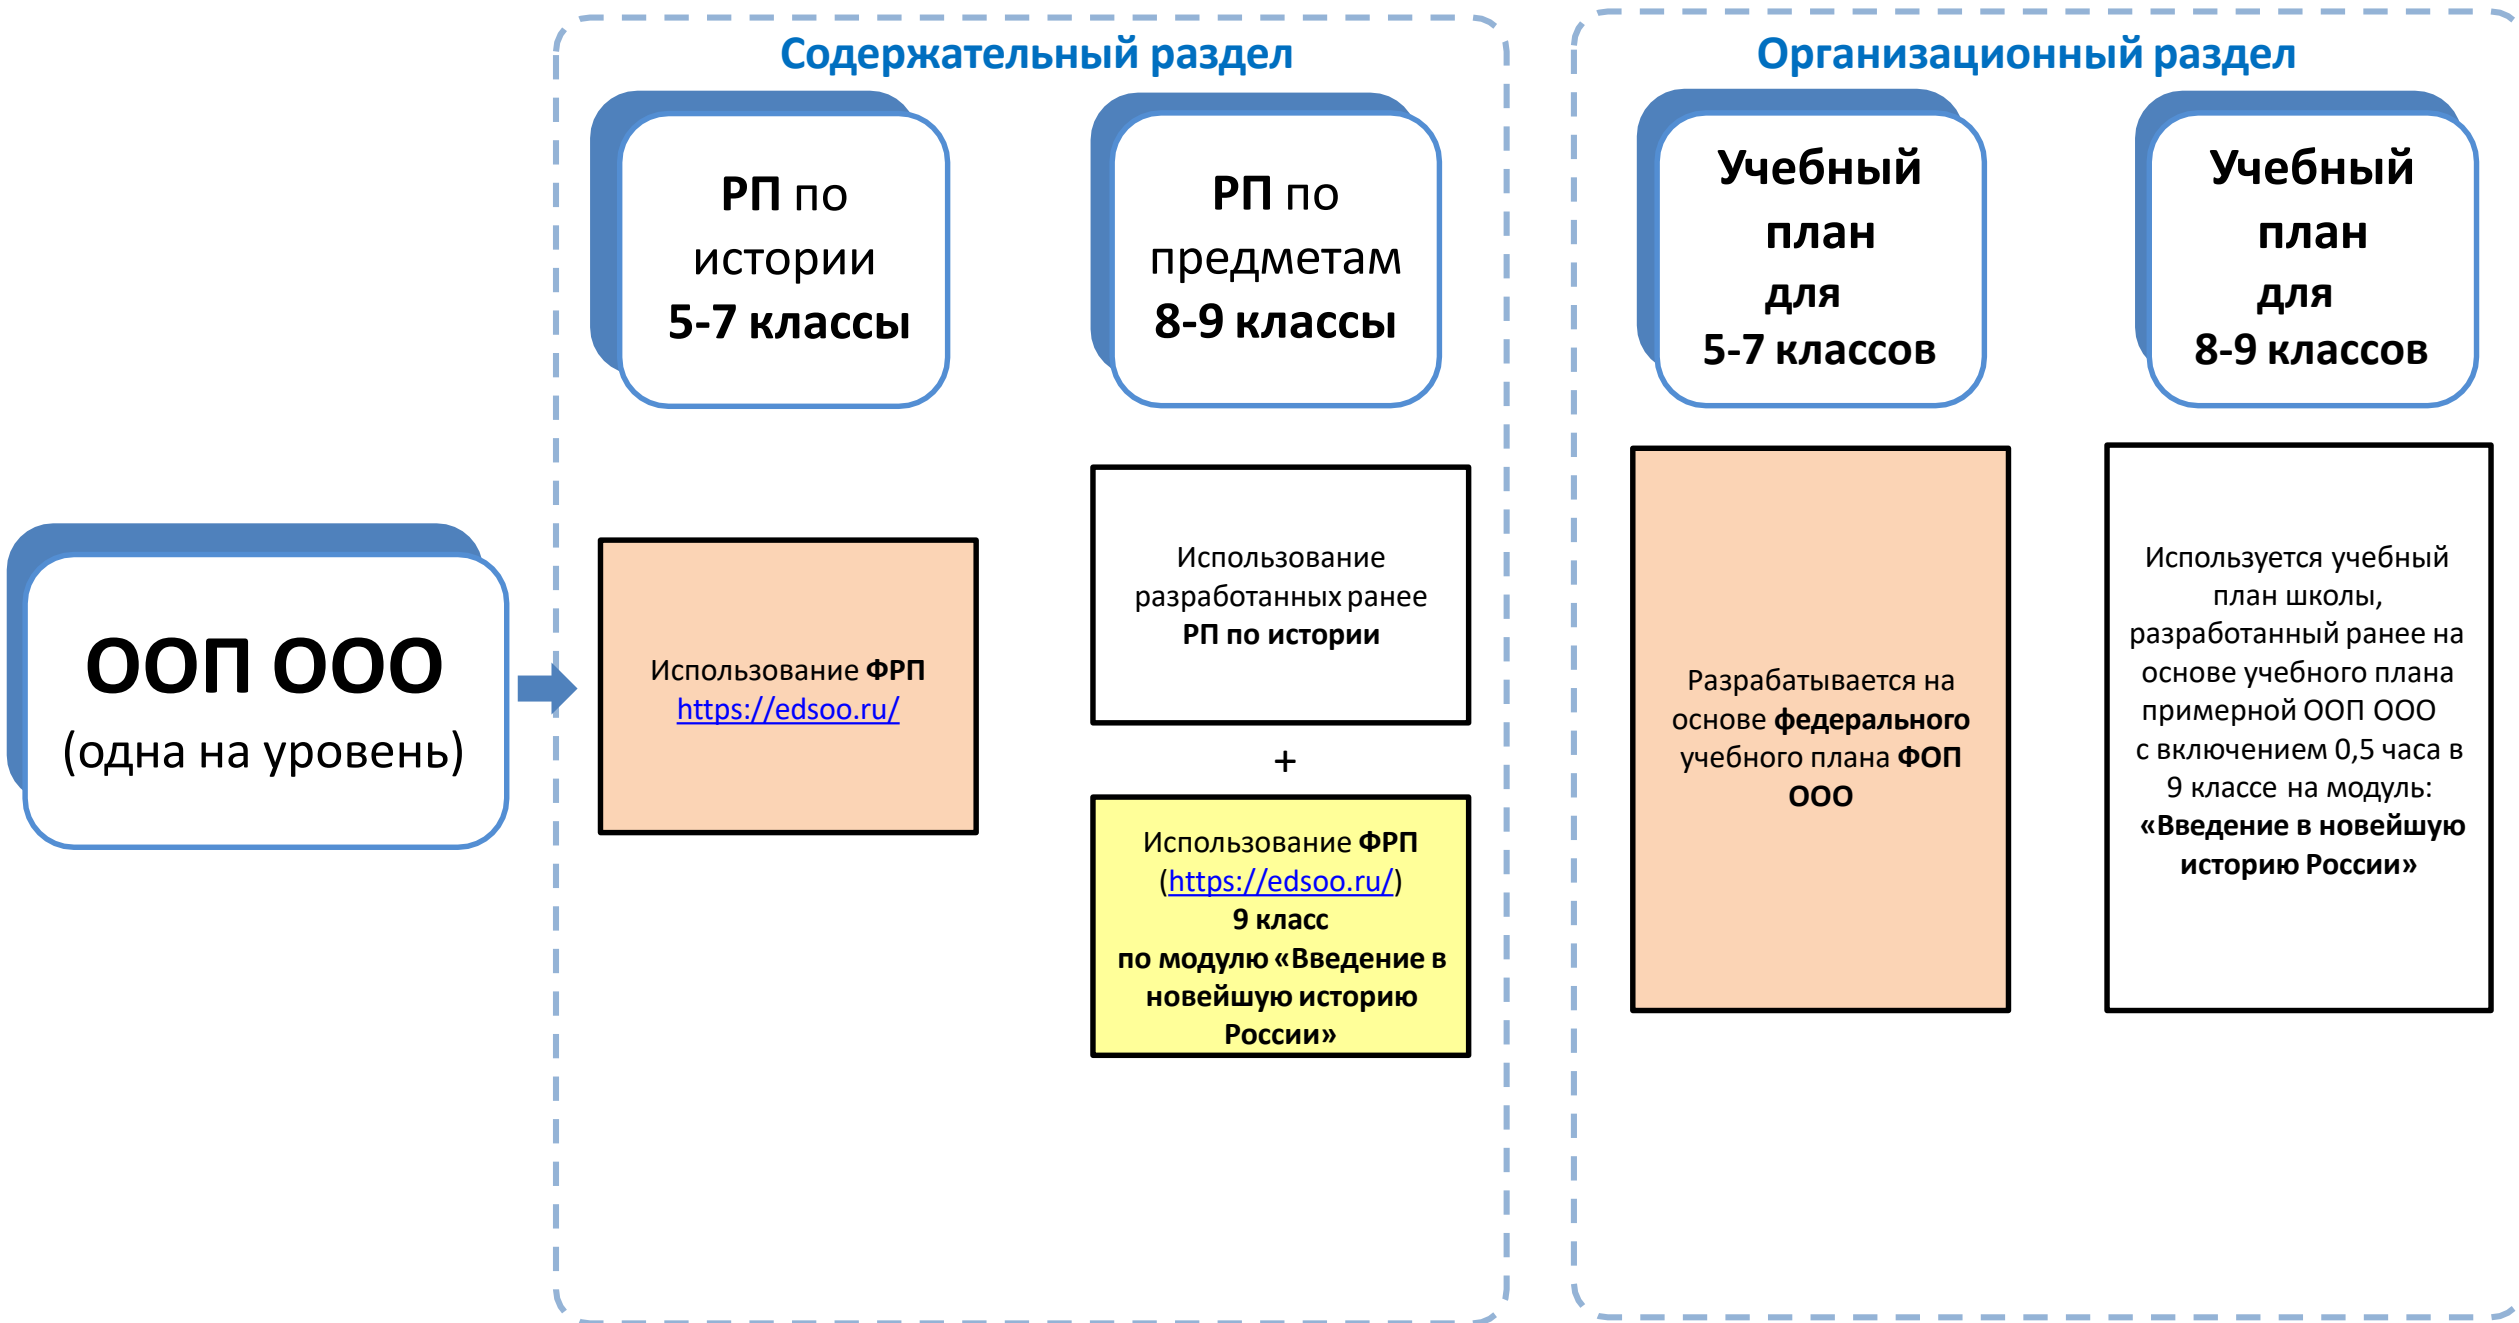 ООП ООО
(одна на уровень)
Содержательный раздел
РП по
истории
5-7 классы
Использование ФРП
https://edsoo.ru/
РП по
предметам
8-9 классы
Использование
разработанных ранее
РП по истории
+
Использование ФРП
(https://edsoo.ru/)
9 класс
по модулю «Введение в
новейшую историю
России»
Организационный раздел
Учебный
план
для
5-7 классов
Разрабатывается на
основе федерального
учебного плана ФОП
ООО
Учебный
план
для
8-9 классов
Используется учебный
план школы,
разработанный ранее на
основе учебного плана
примерной ООП ООО
с включением 0,5 часа в
9 классе на модуль:
«Введение в новейшую
историю России»